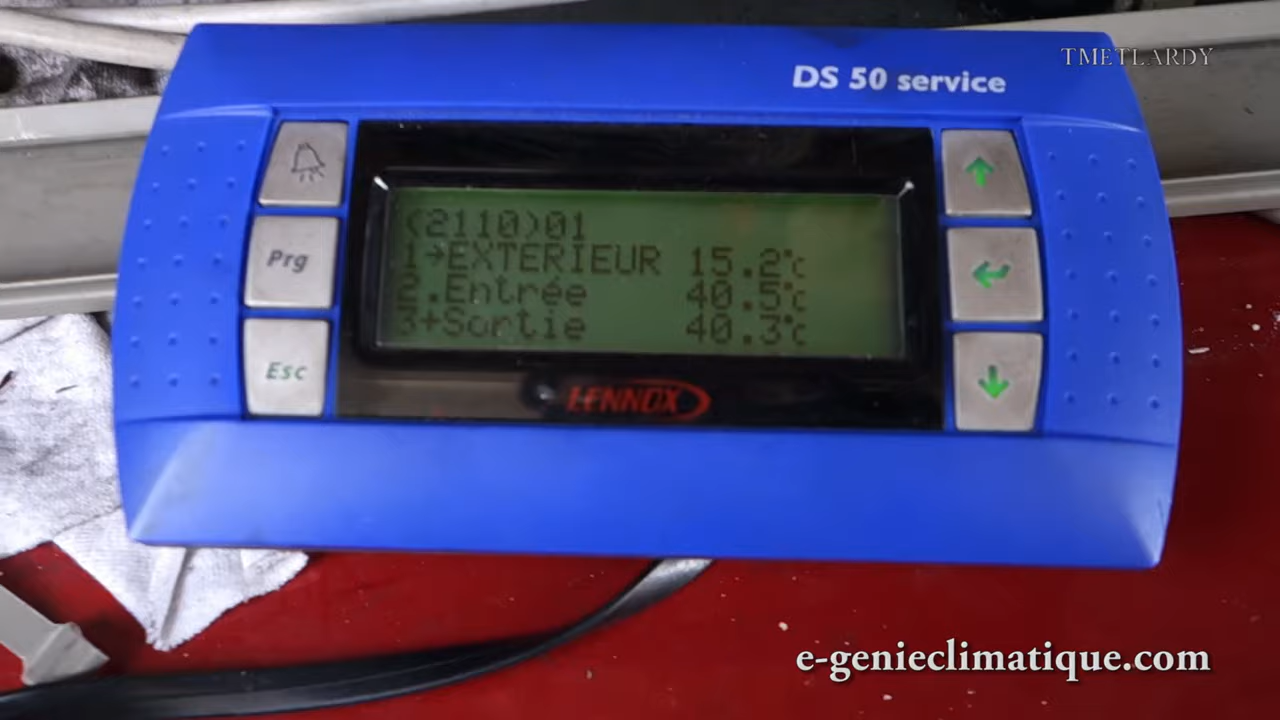 TMETLARDY
DS 50 service
(2110)01
1→EXTERIEUR 15.2°c
2.Entrée 40.5°c
3+Sortie 40.3°c
Prg
Esc
LENNOX
e-genieclimatique.com